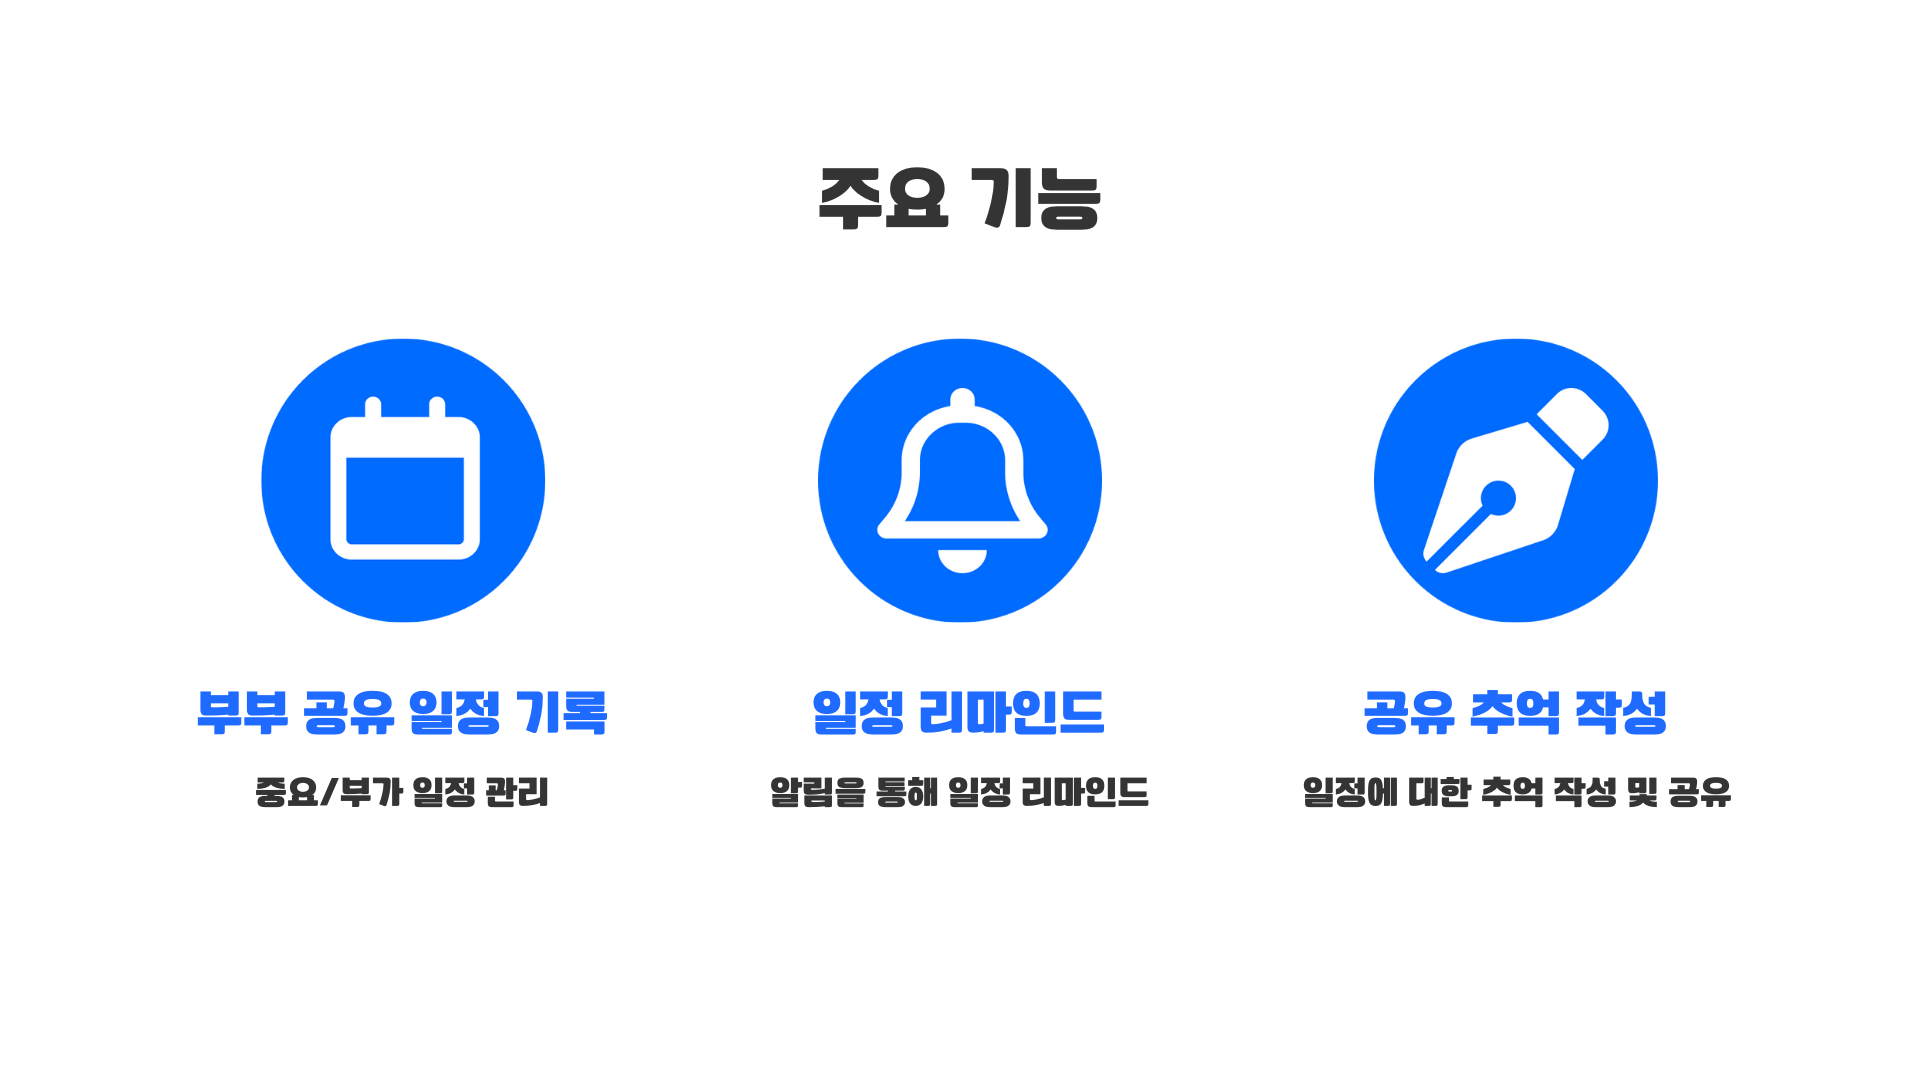 주요 기능
부부 공유 일정 기록
중요/부가 일정 관리
일정 리마인드
알림을 통해 일정 리마인드
공유 추억 작성
일정에 대한 추억 작성 및 공유